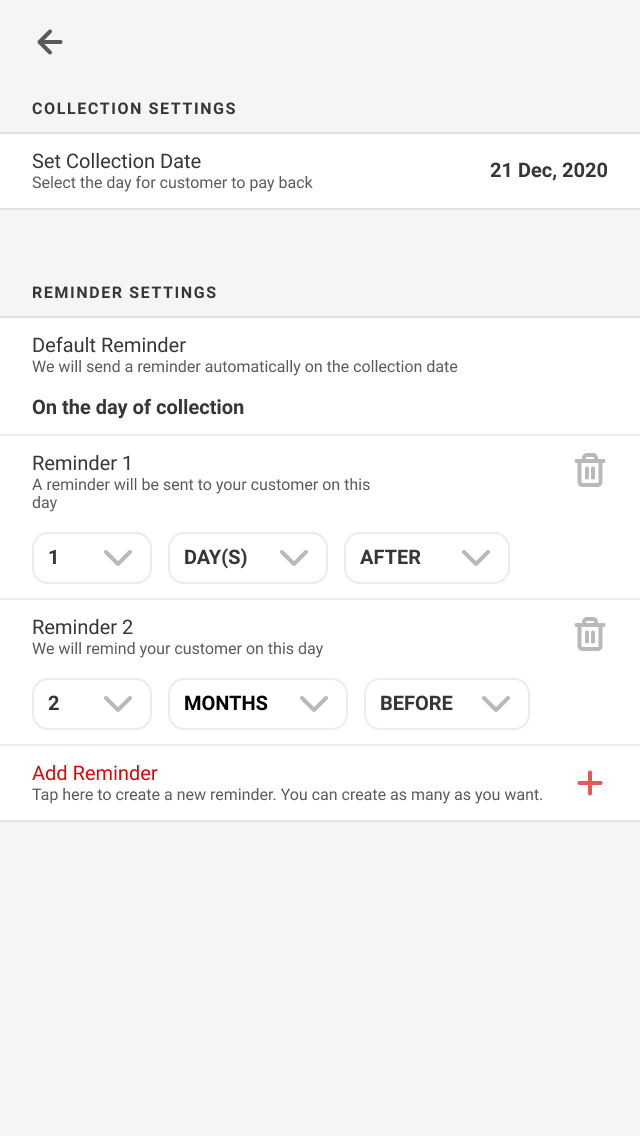 COLLECTION SETTINGS
Set Collection Date
Select the day for customer to pay back
21 Dec, 2020
REMINDER SETTINGS
Default Reminder
We will send a reminder automatically on the collection date
On the day of collection
Reminder 1
A reminder will be sent to your customer on this
day
1 DAY(S) AFTER
Reminder 2
We will remind your customer on this day
2 MONTHS BEFORE
Add Reminder
Tap here to create a new reminder. You can create as many as you want.